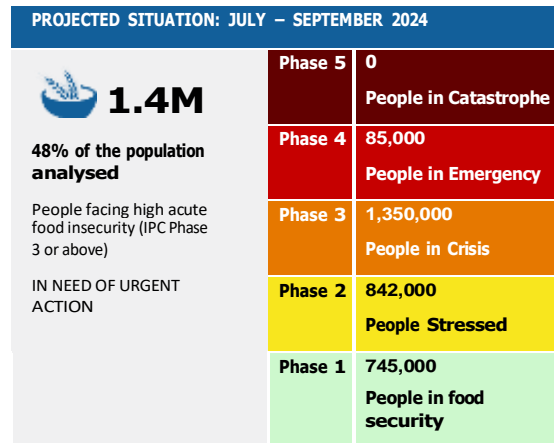 PROJECTED SITUATION: JULY – SEPTEMBER 2024
1.4M
48% of the population
analysed
People facing high acute
food insecurity (IPC Phase
3 or above)
IN NEED OF URGENT
ACTION
Phase 5
0
People in Catastrophe
Phase 4
85,000
People in Emergency
Phase 3
1,350,000
People in Crisis
Phase 2
842,000
People Stressed
Phase 1
745,000
People in food
security